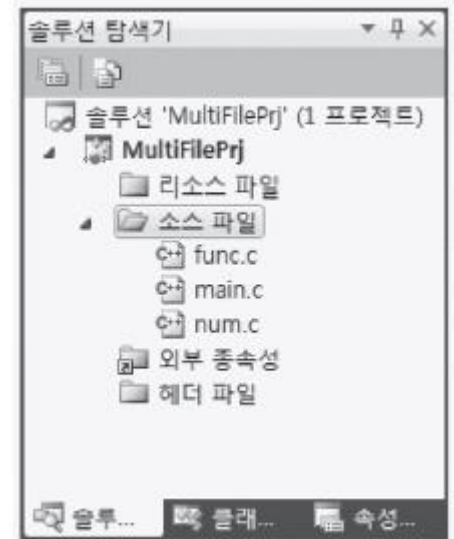 솔루션 탐색기
솔루션 'MultiFilePrj' (1 프로젝트)
MultiFilePrj
리소스 파일
소스 파일
func.c
main.c
num.c
외부 종속성
헤더 파일
솔루... 클래... 속성...